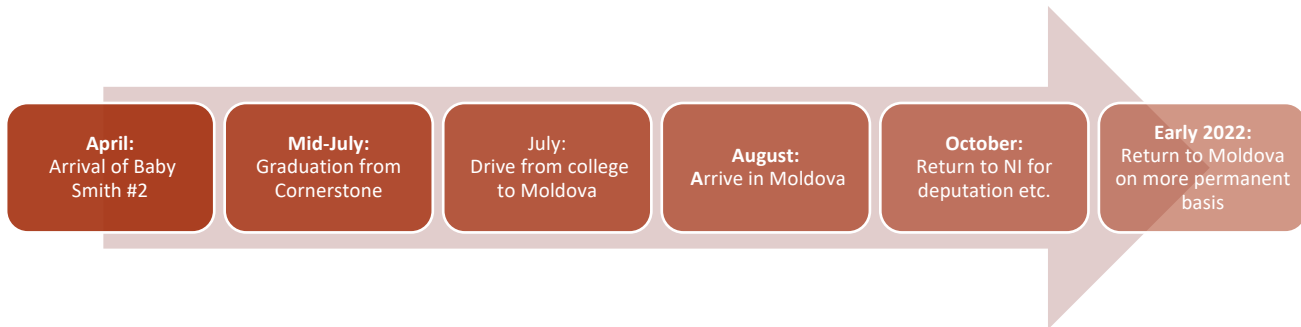 April:
Arrival of Baby
Smith #2
Mid-July:
Graduation from
Cornerstone
July:
Drive from college
to Moldova
August:
Arrive in Moldova
October:
Return to NI for
deputation etc.
Early 2022:
Return to Moldova
on more permanent
basis